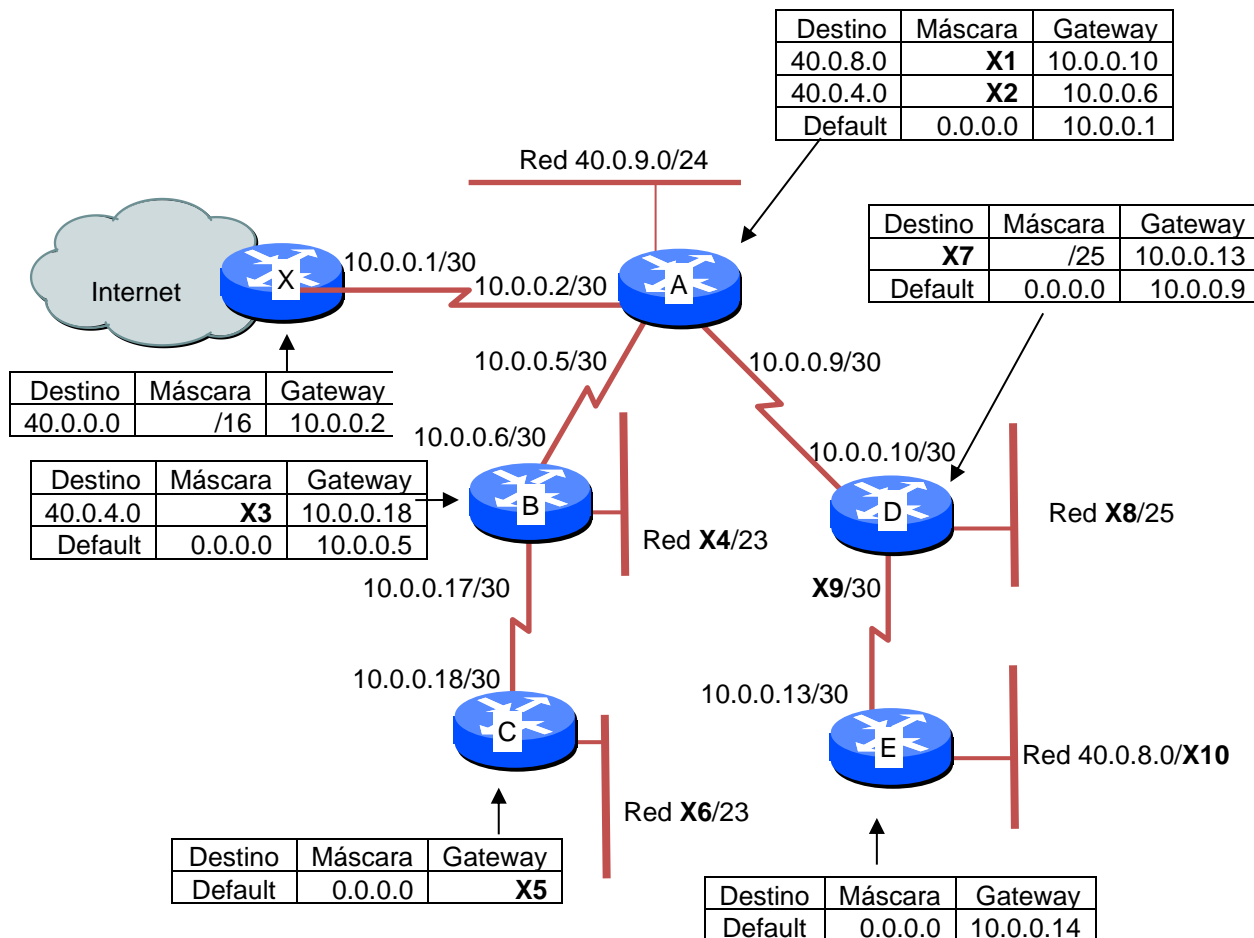 Destino Máscara Gateway
40.0.8.0 X1 10.0.0.10
40.0.4.0 X2 10.0.0.6
Default 0.0.0.0 10.0.0.1
Red 40.0.9.0/24
Destino Máscara Gateway
X7 /25 10.0.0.13
Default 0.0.0.0 10.0.0.9
Internet
X
10.0.0.1/30
10.0.0.2/30
A
10.0.0.5/30
10.0.0.9/30
Destino Máscara Gateway
40.0.0.0 /16 10.0.0.2
10.0.0.6/30
10.0.0.10/30
Destino Máscara Gateway
40.0.4.0 X3 10.0.0.18
Default 0.0.0.0 10.0.0.5
B
Red X4/23
D
Red X8/25
10.0.0.17/30
X9/30
10.0.0.18/30
10.0.0.13/30
C
Red X6/23
E
Red 40.0.8.0/X10
Destino Máscara Gateway
Default 0.0.0.0 X5
Destino Máscara Gateway
Default 0.0.0.0 10.0.0.14